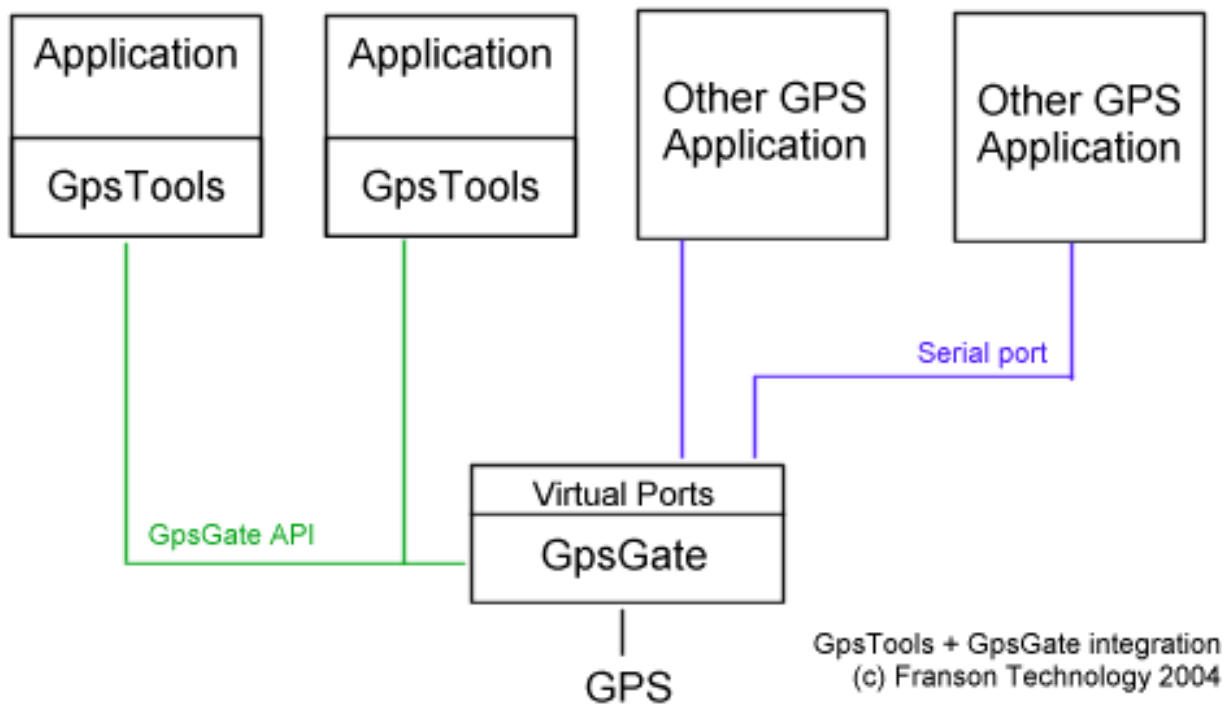 Application
GpsTools
Application
GpsTools
Other GPS
Application
Other GPS
Application
Serial port
GpsGate API
Virtual Ports
GpsGate
GPS
GpsTools + GpsGate integration
(c) Franson Technology 2004